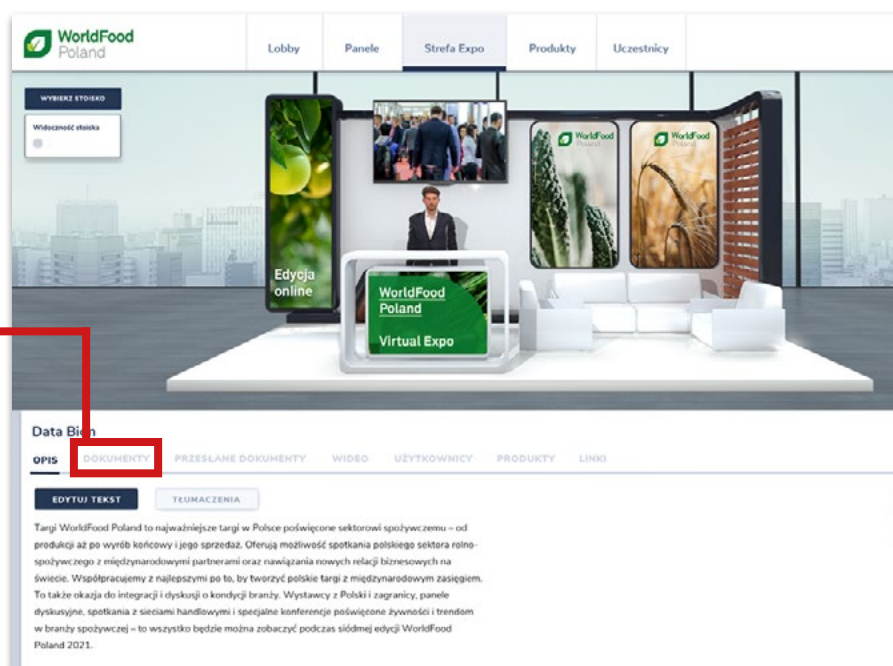 WorldFood
Poland
Lobby
Panele
Strefa Expo
Produkty
Uczestnicy
WYBIERZ STOISKO
Widoczność stoiska
WorldFood
Poland
WorldFood
Poland
Edycja
online
WorldFood
Poland
Virtual Expo
OPIS
DOKUMENTY
PRZESŁANE DOKUMENTY
WIDEO
UŻYTKOWNICY
PRODUKTY
LINKI
EDYTUJ TEKST
TŁUMACZENIA
Targi WorldFood Poland to najważniejsze targi w Polsce poświęcone sektorowi spożywczemu – od
produkcji aż po wyrób końcowy i jego sprzedaż. Oferują możliwość spotkania polskiego sektora rolno-
spożywczego z międzynarodowymi partnerami oraz nawiązania nowych relacji biznesowych na
świecie. Współpracujemy z najlepszymi po to, by tworzyć polskie targi z międzynarodowym zasięgiem.
To także okazja do integracji i dyskusji o kondycji branży. Wystawcy z Polski i zagranicy, panele
dyskusyjne, spotkania z sieciami handlowymi i specjalne konferencje poświęcone żywności i trendom
w branży spożywczej – to wszystko będzie można zobaczyć podczas siódmej edycji WorldFood
Poland 2021.